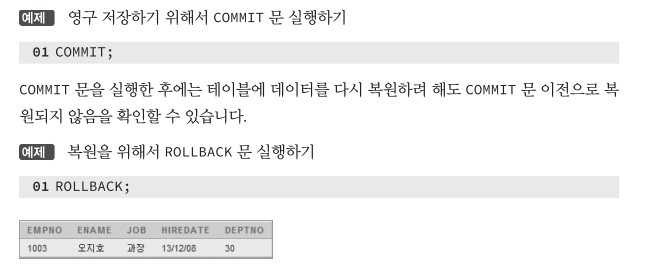 예제 영구 저장하기 위해서 COMMIT 문 실행하기
01 COMMIT;
COMMIT 문을 실행한 후에는 테이블에 데이터를 다시 복원하려 해도 COMMIT 문 이전으로 복
원되지 않음을 확인할 수 있습니다.
예제 복원을 위해서 ROLLBACK 문 실행하기
01 ROLLBACK;
EMPNO ENAME JOB HIREDATE DEPTNO
1003 오지호 과장 13/12/08 30